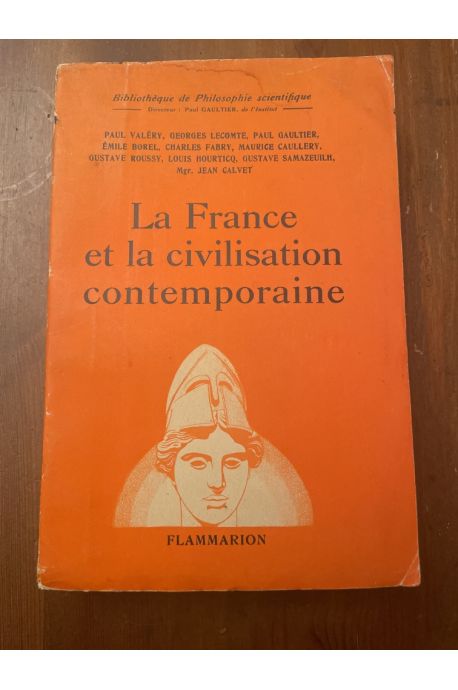 Bibliothèque de Philosophie scientifique
Directeur : Paul GAULTIER, de l'Institut
PAUL VALÉRY, GEORGES LECOMTE, PAUL GAULTIER,
ÉMILE BOREL, CHARLES FABRY, MAURICE CAULLERY,
GUSTAVE ROUSSY, LOUIS HOURTICQ, GUSTAVE SAMAZEUILH,
Mgr. JEAN CALVET
La France
et la civilisation
contemporaine
FLAMMARION